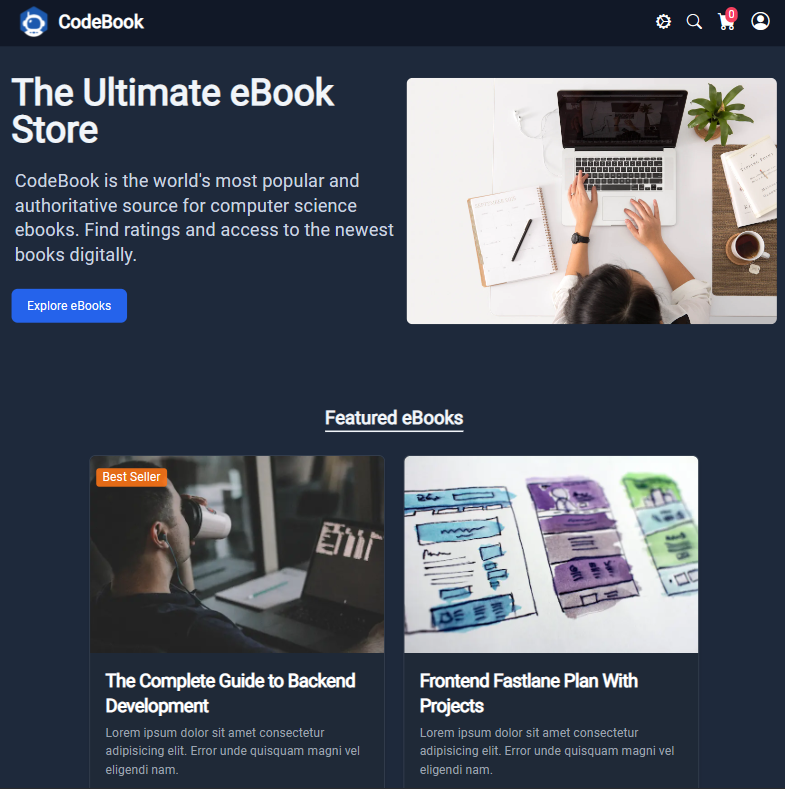 CodeBook
0
The Ultimate eBook
Store
CodeBook is the world's most popular and
authoritative source for computer science
ebooks. Find ratings and access to the newest
books digitally.
Explore eBooks
Featured eBooks
Best Seller
The Complete Guide to Backend
Development
Lorem ipsum dolor sit amet consectetur
adipisicing elit. Error unde quisquam magni vel
eligendi nam.
Frontend Fastlane Plan With
Projects
Lorem ipsum dolor sit amet consectetur
adipisicing elit. Error unde quisquam magni vel
eligendi nam.